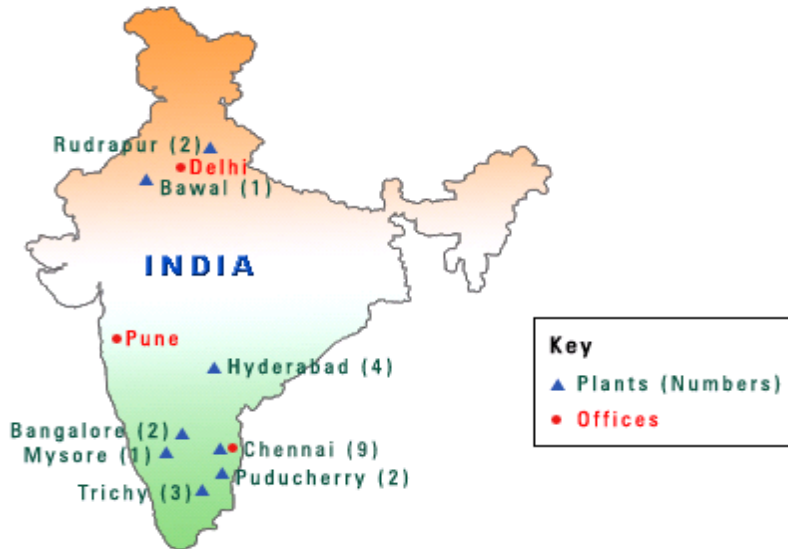 Rudrapur (2)
Delhi
Bawal (1)
INDIA
Pune
Hyderabad (4)
Bangalore (2)
Mysore (1)
Chennai (9)
Puducherry (2)
Trichy (3)
Key
Plants (Numbers)
Offices